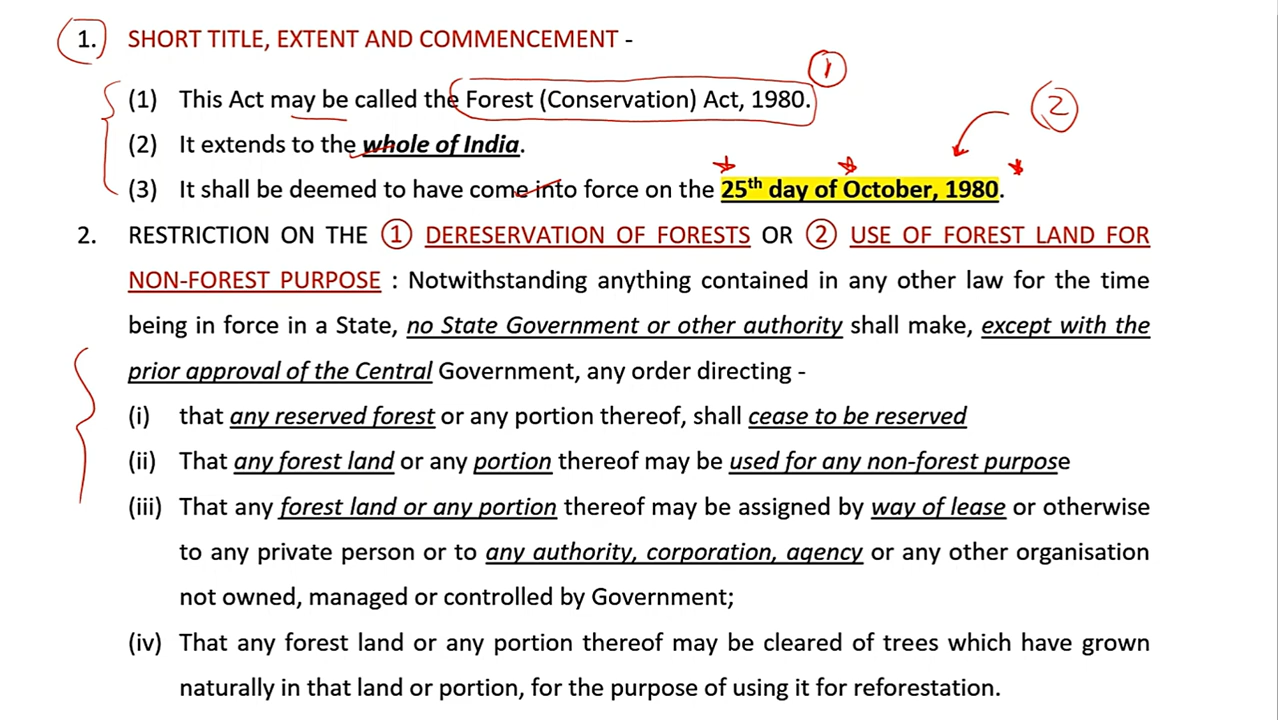 1. SHORT TITLE, EXTENT AND COMMENCEMENT -
1
(1) This Act may be called the Forest (Conservation) Act, 1980.
2
(2) It extends to the whole of India.
(3) It shall be deemed to have come into force on the 25th day of October, 1980.
2. RESTRICTION ON THE ① DERESERVATION OF FORESTS OR ② USE OF FOREST LAND FOR
NON-FOREST PURPOSE : Notwithstanding anything contained in any other law for the time
being in force in a State, no State Government or other authority shall make, except with the
prior approval of the Central Government, any order directing -
(i) that any reserved forest or any portion thereof, shall cease to be reserved
(ii) That any forest land or any portion thereof may be used for any non-forest purpose
(iii) That any forest land or any portion thereof may be assigned by way of lease or otherwise
to any private person or to any authority, corporation, agency or any other organisation
not owned, managed or controlled by Government;
(iv) That any forest land or any portion thereof may be cleared of trees which have grown
naturally in that land or portion, for the purpose of using it for reforestation.